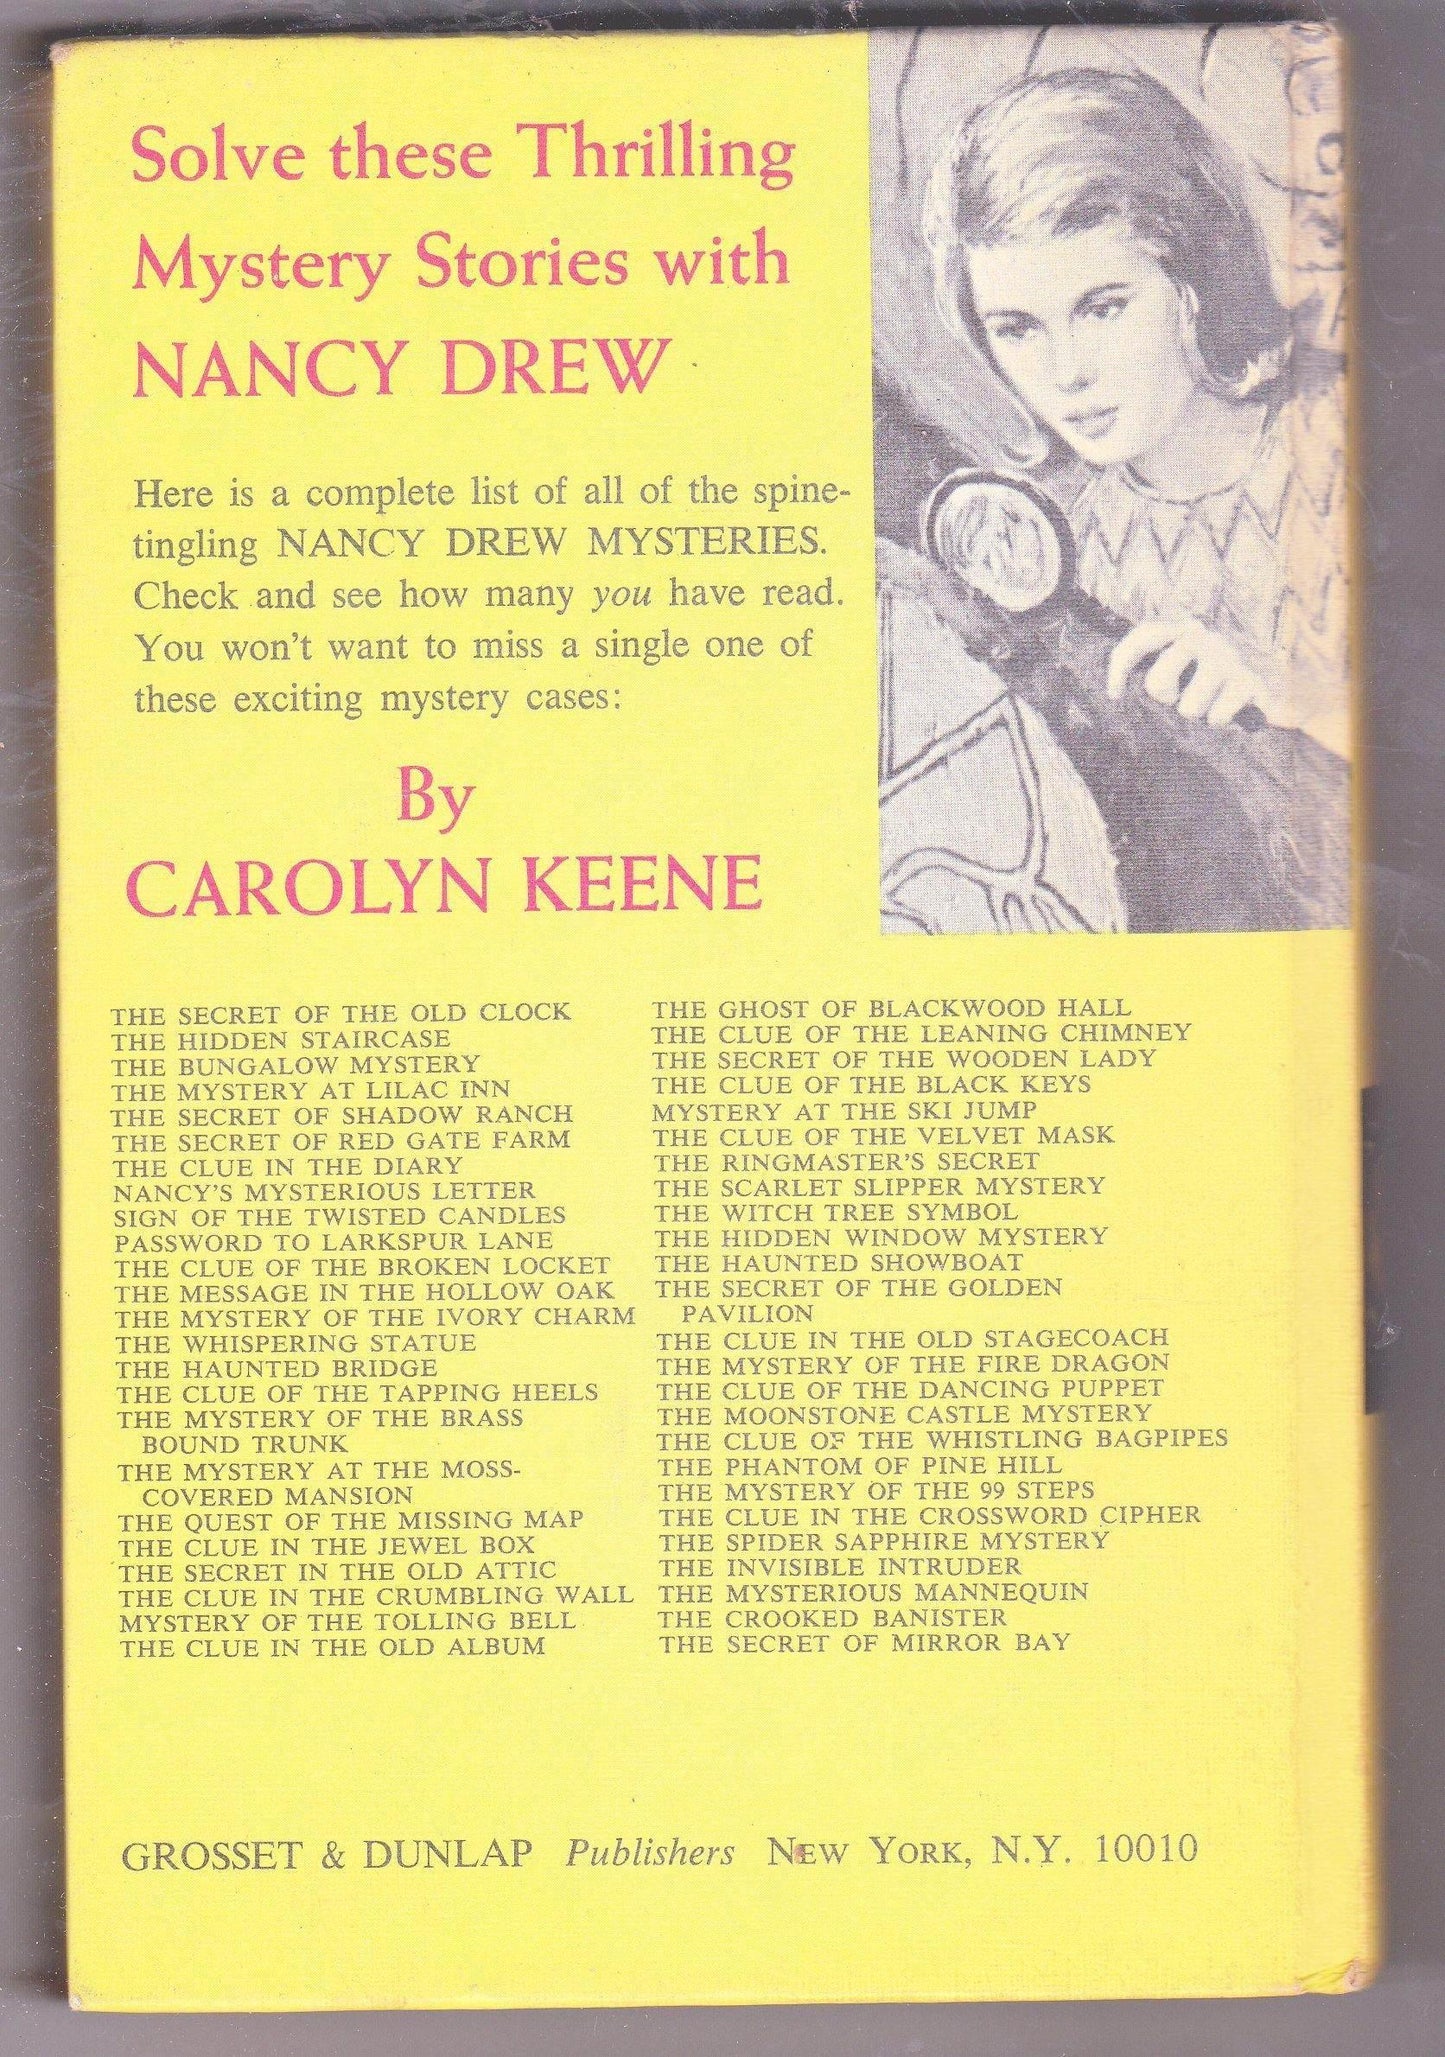 Solve these Thrilling
Mystery Stories with
NANCY DREW
Here is a complete list of all of the spine-
tingling NANCY DREW MYSTERIES.
Check and see how many you have read.
You won't want to miss a single one of
these exciting mystery cases:
By
CAROLYN KEENE
THE SECRET OF THE OLD CLOCK
THE HIDDEN STAIRCASE
THE BUNGALOW MYSTERY
THE MYSTERY AT LILAC INN
THE SECRET OF SHADOW RANCH
THE SECRET OF RED GATE FARM
THE CLUE IN THE DIARY
NANCY'S MYSTERIOUS LETTER
SIGN OF THE TWISTED CANDLES
PASSWORD TO LARKSPUR LANE
THE CLUE OF THE BROKEN LOCKET
THE MESSAGE IN THE HOLLOW OAK
THE MYSTERY OF THE IVORY CHARM
THE WHISPERING STATUE
THE HAUNTED BRIDGE
THE CLUE OF THE TAPPING HEELS
THE MYSTERY OF THE BRASS
BOUND TRUNK
THE MYSTERY AT THE MOSS-
COVERED MANSION
THE QUEST OF THE MISSING MAP
THE CLUE IN THE JEWEL BOX
THE SECRET IN THE OLD ATTIC
THE CLUE IN THE CRUMBLING WALL
MYSTERY OF THE TOLLING BELL
THE CLUE IN THE OLD ALBUM
THE GHOST OF BLACKWOOD HALL
THE CLUE OF THE LEANING CHIMNEY
THE SECRET OF THE WOODEN LADY
THE CLUE OF THE BLACK KEYS
MYSTERY AT THE SKI JUMP
THE CLUE OF THE VELVET MASK
THE RINGMASTER'S SECRET
THE SCARLET SLIPPER MYSTERY
THE WITCH TREE SYMBOL
THE HIDDEN WINDOW MYSTERY
THE HAUNTED SHOWBOAT
THE SECRET OF THE GOLDEN
PAVILION
THE CLUE IN THE OLD STAGECOACH
THE MYSTERY OF THE FIRE DRAGON
THE CLUE OF THE DANCING PUPPET
THE MOONSTONE CASTLE MYSTERY
THE CLUE OF THE WHISTLING BAGPIPES
THE PHANTOM OF PINE HILL
THE MYSTERY OF THE 99 STEPS
THE CLUE IN THE CROSSWORD CIPHER
THE SPIDER SAPPHIRE MYSTERY
THE INVISIBLE INTRUDER
THE MYSTERIOUS MANNEQUIN
THE CROOKED BANISTER
THE SECRET OF MIRROR BAY
GROSSET & DUNLAP Publishers NEW YORK, N.Y. 10010